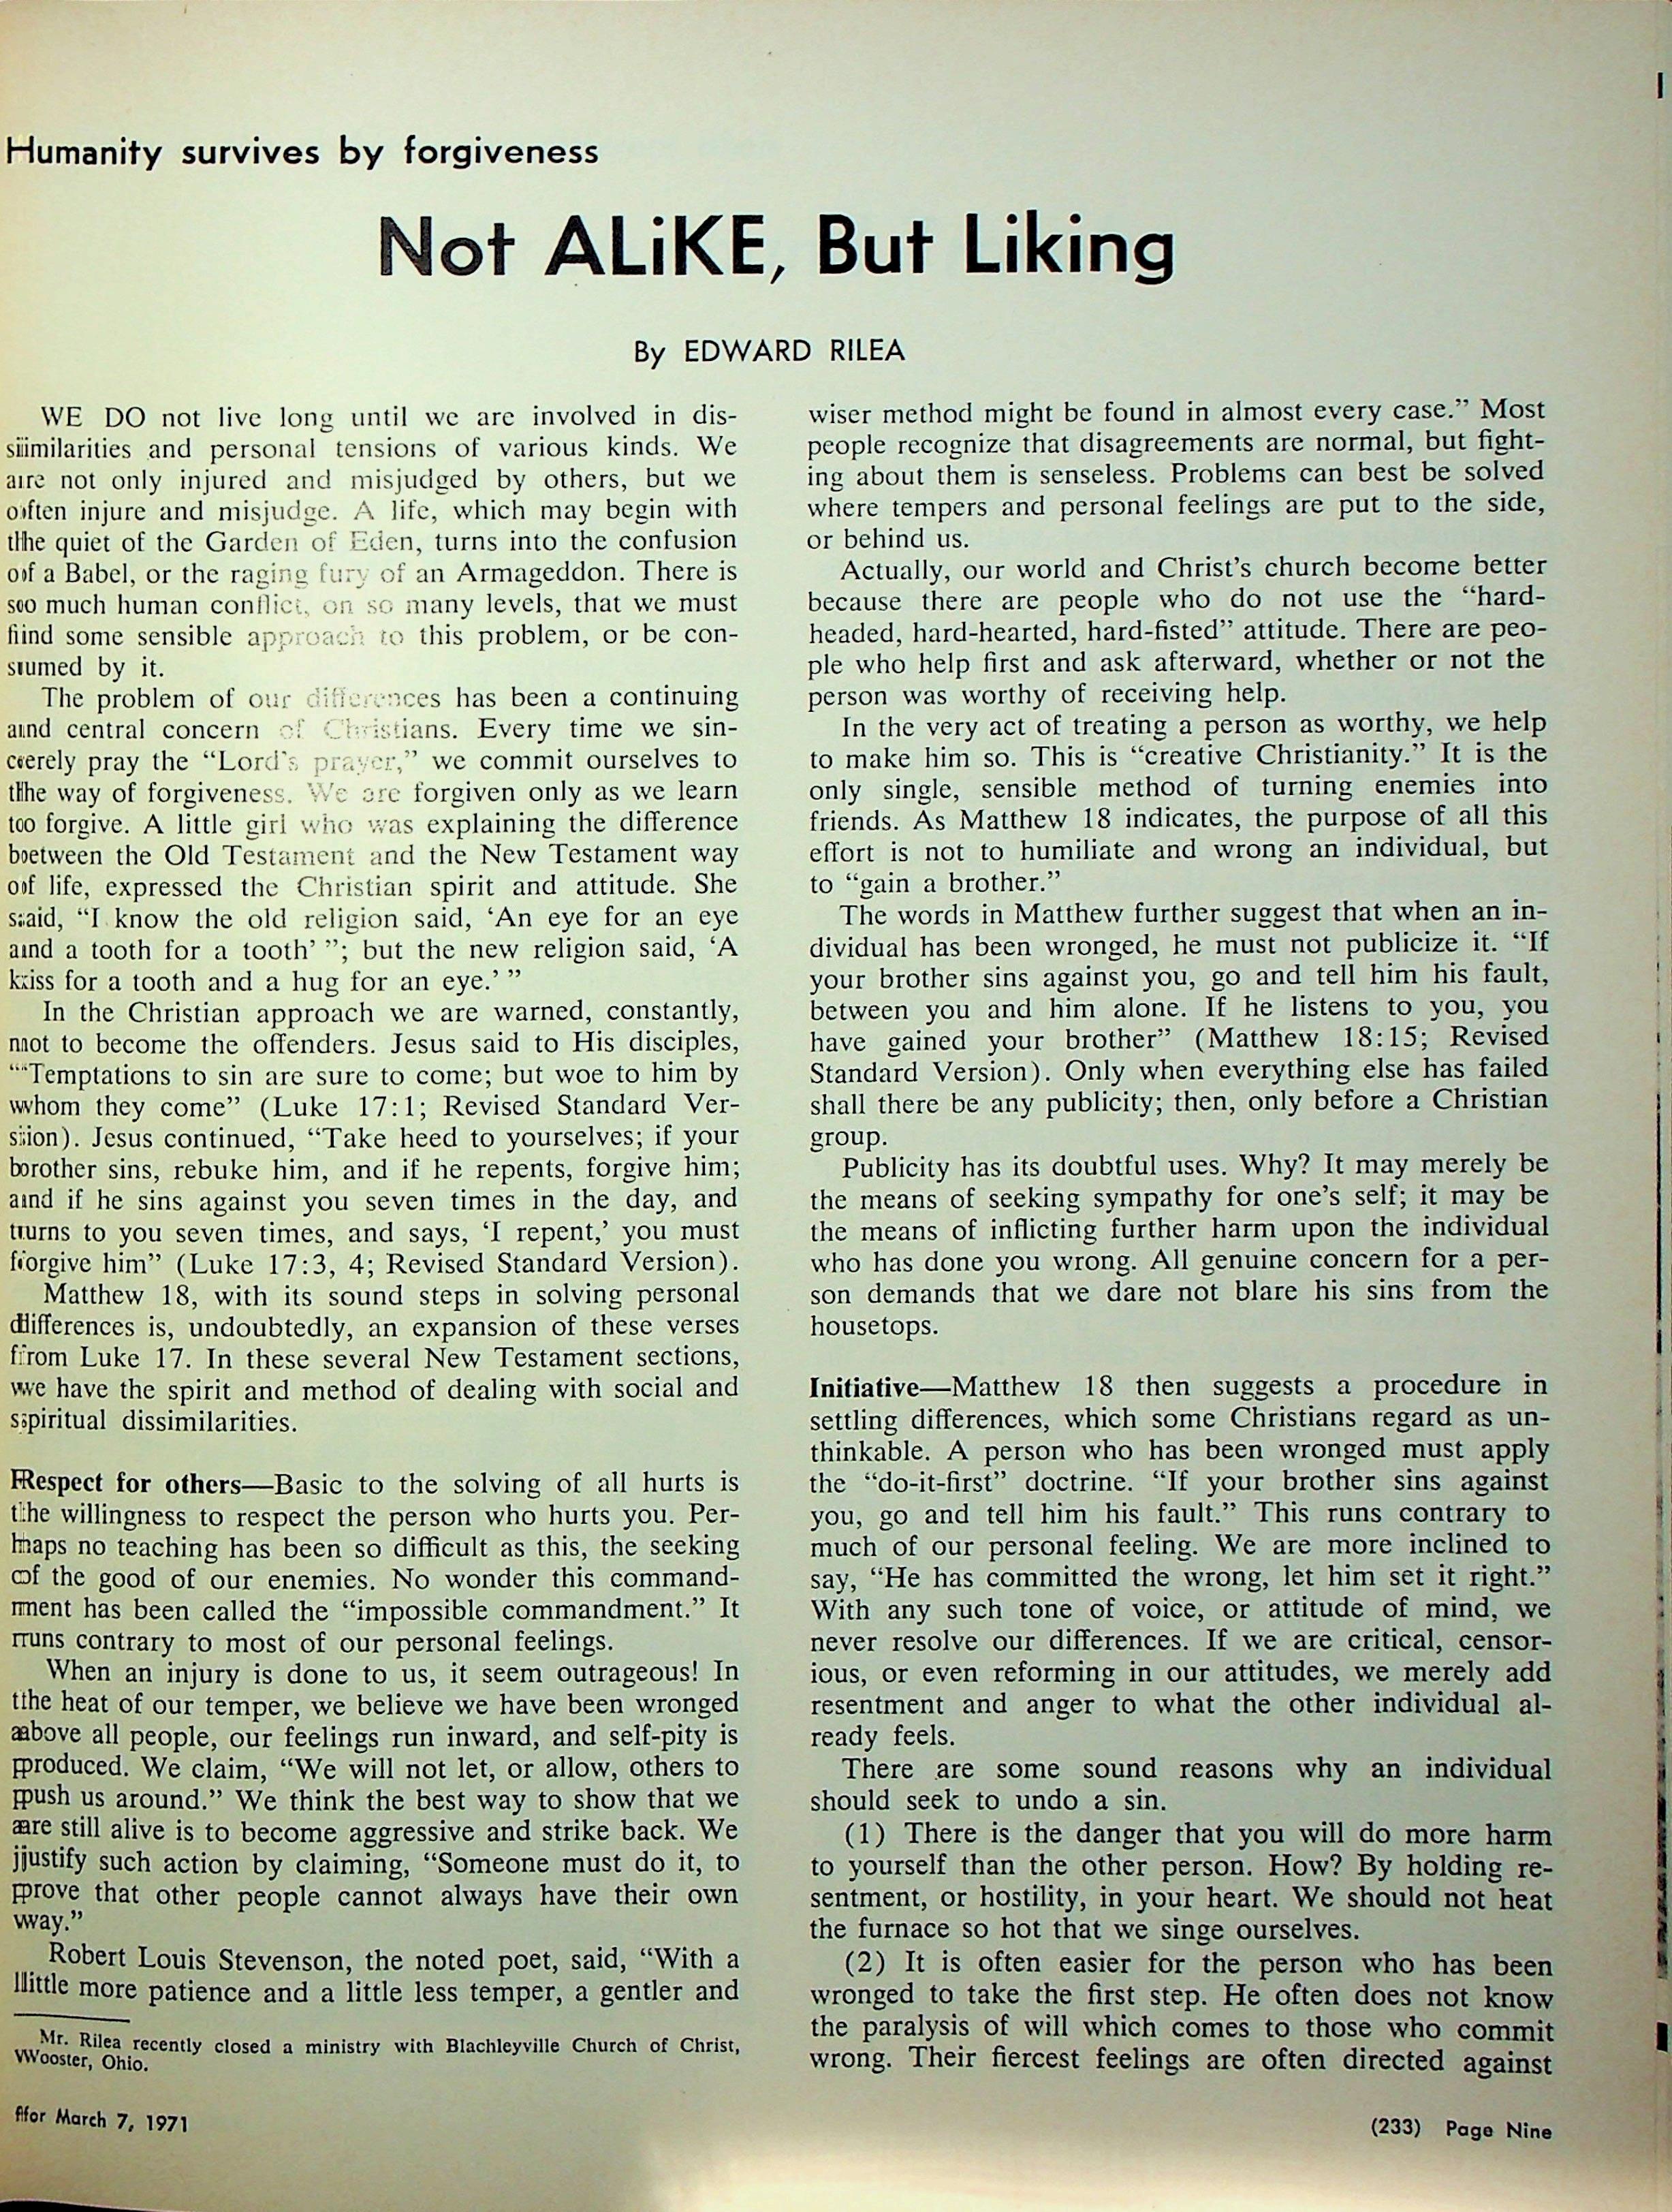 Humanity survives by forgiveness
Not ALiKE, But Liking
By EDWARD RILEA
WE DO not live long until we are involved in dis-
similarities and personal tensions of various kinds. We
are not only injured and misjudged by others, but we
often injure and misjudge. A life, which may begin with
the quiet of the Garden of Eden, turns into the confusion
of a Babel, or the raging fury of an Armageddon. There is
so much human conflict, on so many levels, that we must
find some sensible approach to this problem, or be con-
sumed by it.
The problem of our differences has been a continuing
and central concern of Christians. Every time we sin-
cerely pray the “Lord’s prayer,” we commit ourselves to
the way of forgiveness. We are forgiven only as we learn
to forgive. A little girl who was explaining the difference
between the Old Testament and the New Testament way
of life, expressed the Christian spirit and attitude. She
said, “I know the old religion said, ‘An eye for an eye
and a tooth for a tooth’ ”; but the new religion said, ‘A
kiss for a tooth and a hug for an eye.’ ”
In the Christian approach we are warned, constantly,
not to become the offenders. Jesus said to His disciples,
“Temptations to sin are sure to come; but woe to him by
whom they come” (Luke 17:1; Revised Standard Ver-
sion). Jesus continued, “Take heed to yourselves; if your
brother sins, rebuke him, and if he repents, forgive him;
and if he sins against you seven times in the day, and
turns to you seven times, and says, ‘I repent,’ you must
forgive him” (Luke 17:3, 4; Revised Standard Version).
Matthew 18, with its sound steps in solving personal
differences is, undoubtedly, an expansion of these verses
from Luke 17. In these several New Testament sections,
we have the spirit and method of dealing with social and
spiritual dissimilarities.
Respect for others—Basic to the solving of all hurts is
the willingness to respect the person who hurts you. Per-
haps no teaching has been so difficult as this, the seeking
of the good of our enemies. No wonder this command-
ment has been called the “impossible commandment.” It
runs contrary to most of our personal feelings.
When an injury is done to us, it seem outrageous! In
the heat of our temper, we believe we have been wronged
above all people, our feelings run inward, and self-pity is
produced. We claim, “We will not let, or allow, others to
push us around.” We think the best way to show that we
are still alive is to become aggressive and strike back. We
justify such action by claiming, “Someone must do it, to
prove that other people cannot always have their own
way.”
Robert Louis Stevenson, the noted poet, said, “With a
little more patience and a little less temper, a gentler and
Mr. Rilea recently closed a ministry with Blachleyville Church of Christ,
Wooster, Ohio.
wiser method might be found in almost every case.” Most
people recognize that disagreements are normal, but fight-
ing about them is senseless. Problems can best be solved
where tempers and personal feelings are put to the side,
or behind us.
Actually, our world and Christ’s church become better
because there are people who do not use the “hard-
headed, hard-hearted, hard-fisted” attitude. There are peo-
ple who help first and ask afterward, whether or not the
person was worthy of receiving help.
In the very act of treating a person as worthy, we help
to make him so. This is “creative Christianity.” It is the
only single, sensible method of turning enemies into
friends. As Matthew 18 indicates, the purpose of all this
effort is not to humiliate and wrong an individual, but
to “gain a brother.”
The words in Matthew further suggest that when an in-
dividual has been wronged, he must not publicize it. “If
your brother sins against you, go and tell him his fault,
between you and him alone. If he listens to you, you
have gained your brother” (Matthew 18:15; Revised
Standard Version). Only when everything else has failed
shall there be any publicity; then, only before a Christian
group.
Publicity has its doubtful uses. Why? It may merely be
the means of seeking sympathy for one’s self; it may be
the means of inflicting further harm upon the individual
who has done you wrong. All genuine concern for a per-
son demands that we dare not blare his sins from the
housetops.
Initiative—Matthew 18 then suggests a procedure in
settling differences, which some Christians regard as un-
thinkable. A person who has been wronged must apply
the “do-it-first” doctrine. “If your brother sins against
you, go and tell him his fault.” This runs contrary to
much of our personal feeling. We are more inclined to
say, “He has committed the wrong, let him set it right.”
With any such tone of voice, or attitude of mind, we
never resolve our differences. If we are critical, censor-
ious, or even reforming in our attitudes, we merely add
resentment and anger to what the other individual al-
ready feels.
There are some sound reasons why an individual
should seek to undo a sin.
(1) There is the danger that you will do more harm
to yourself than the other person. How? By holding re-
sentment, or hostility, in your heart. We should not heat
the furnace so hot that we singe ourselves.
(2) It is often easier for the person who has been
wronged to take the first step. He often does not know
the paralysis of will which comes to those who commit
wrong. Their fiercest feelings are often directed against
for March 7, 1971
(233) Page Nine